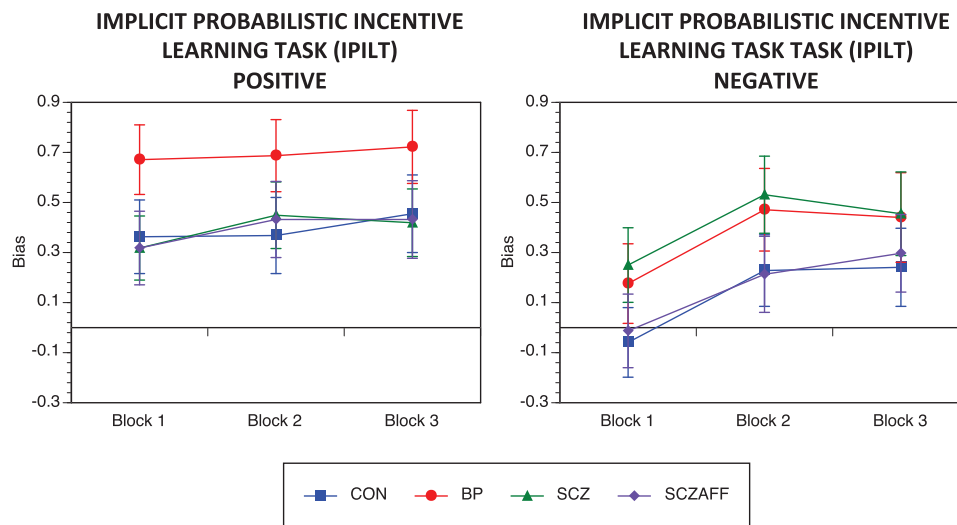 IMPLICIT PROBABILISTIC INCENTIVE
LEARNING TASK (IPILT)
POSITIVE
0.9
0.7
0.5
0.3
0.1
-0.1
-0.3
Bias
Block 1
Block 2
Block 3
IMPLICIT PROBABILISTIC INCENTIVE
LEARNING TASK TASK (IPILT)
NEGATIVE
0.9
0.7
0.5
0.3
0.1
-0.1
-0.3
Bias
Block 1
Block 2
Block 3
CON BP SCZ SCZAFF